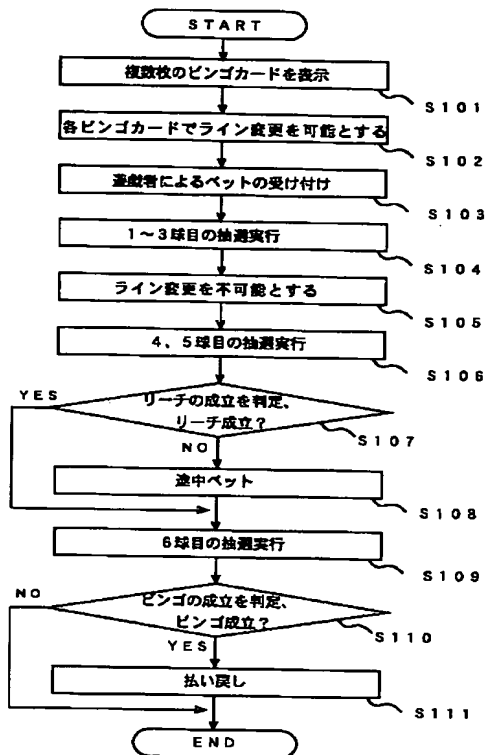 START
複数枚のビンゴカードを表示
S101
各ビンゴカードでライン変更を可能とする
S102
遊戯者によるベットの受け付け
S103
1～3球目の抽選実行
S104
ライン変更を不可能とする
S105
4、5球目の抽選実行
S106
YES
リーチの成立を判定、
リーチ成立？
S107
NO
途中ベット
S108
6球目の抽選実行
S109
NO
ビンゴの成立を判定、
ビンゴ成立？
S110
YES
払い戻し
S111
END